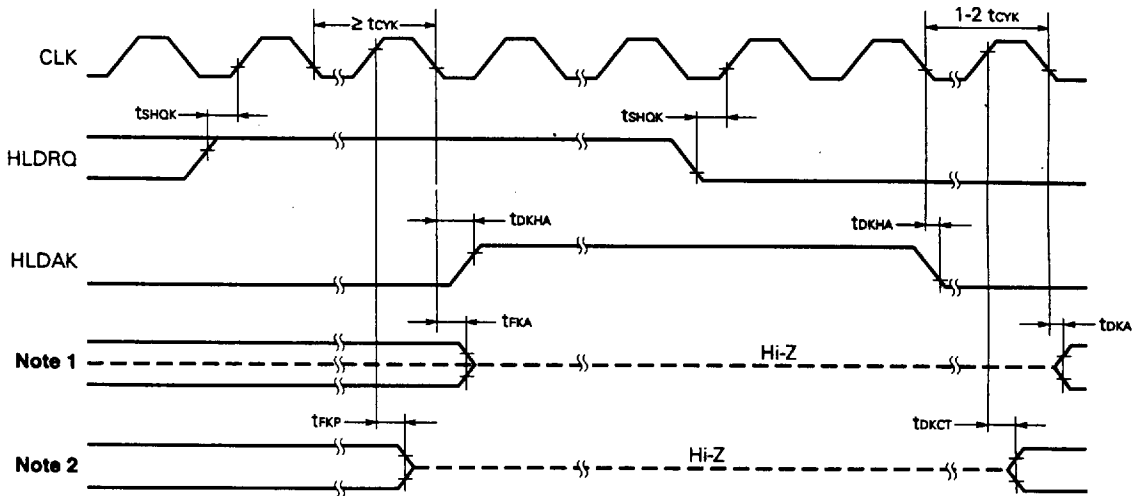 ≥ tCYK
1-2 tCYK
CLK
tSHQK
tSHQK
HLDRQ
tDKHA
tDKHA
HLDAK
tFKA
tDKA
Note 1
Hi-Z
tFKP
tDKCT
Note 2
Hi-Z